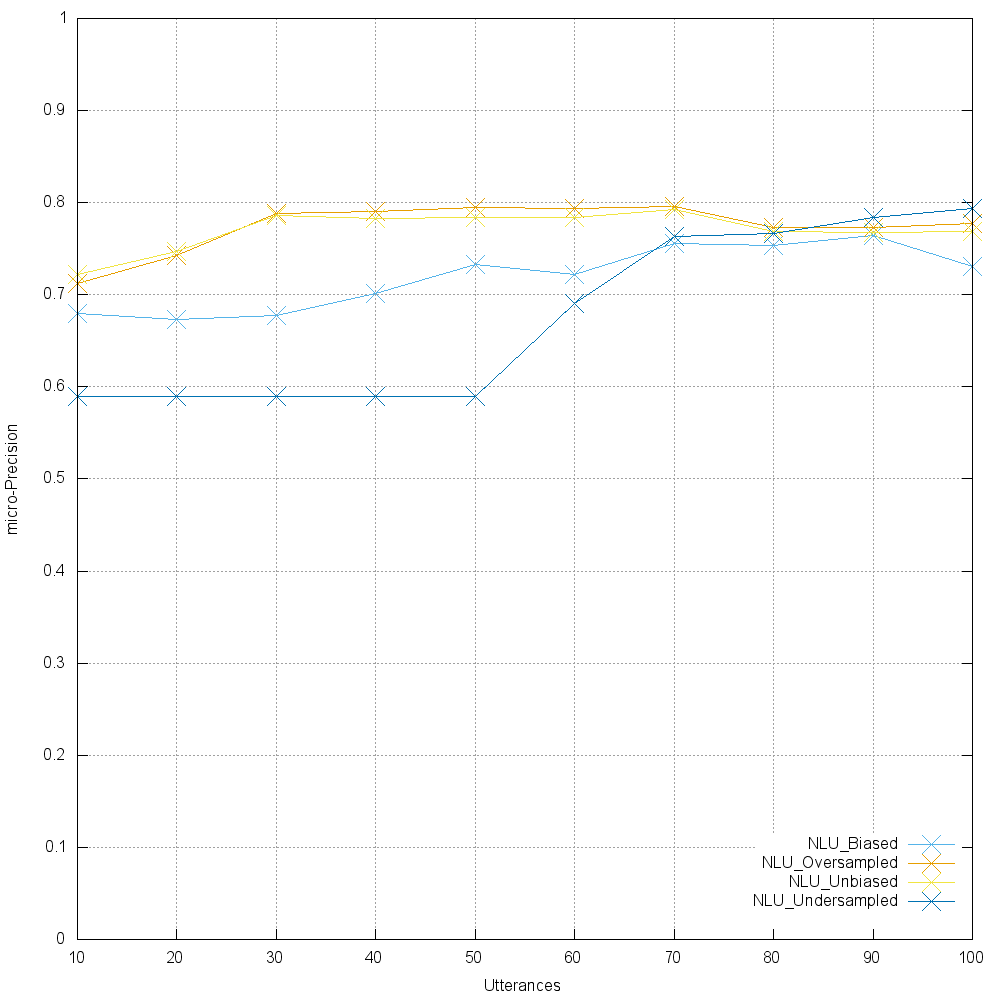 1
0.9
0.8
0.7
0.6
0.5
0.4
0.3
0.2
0.1
0
micro-Precision
10 20 30 40 50 60 70 80 90 100
Utterances
NLU_Biased
NLU_Oversampled
NLU_Unbiased
NLU_Undersampled